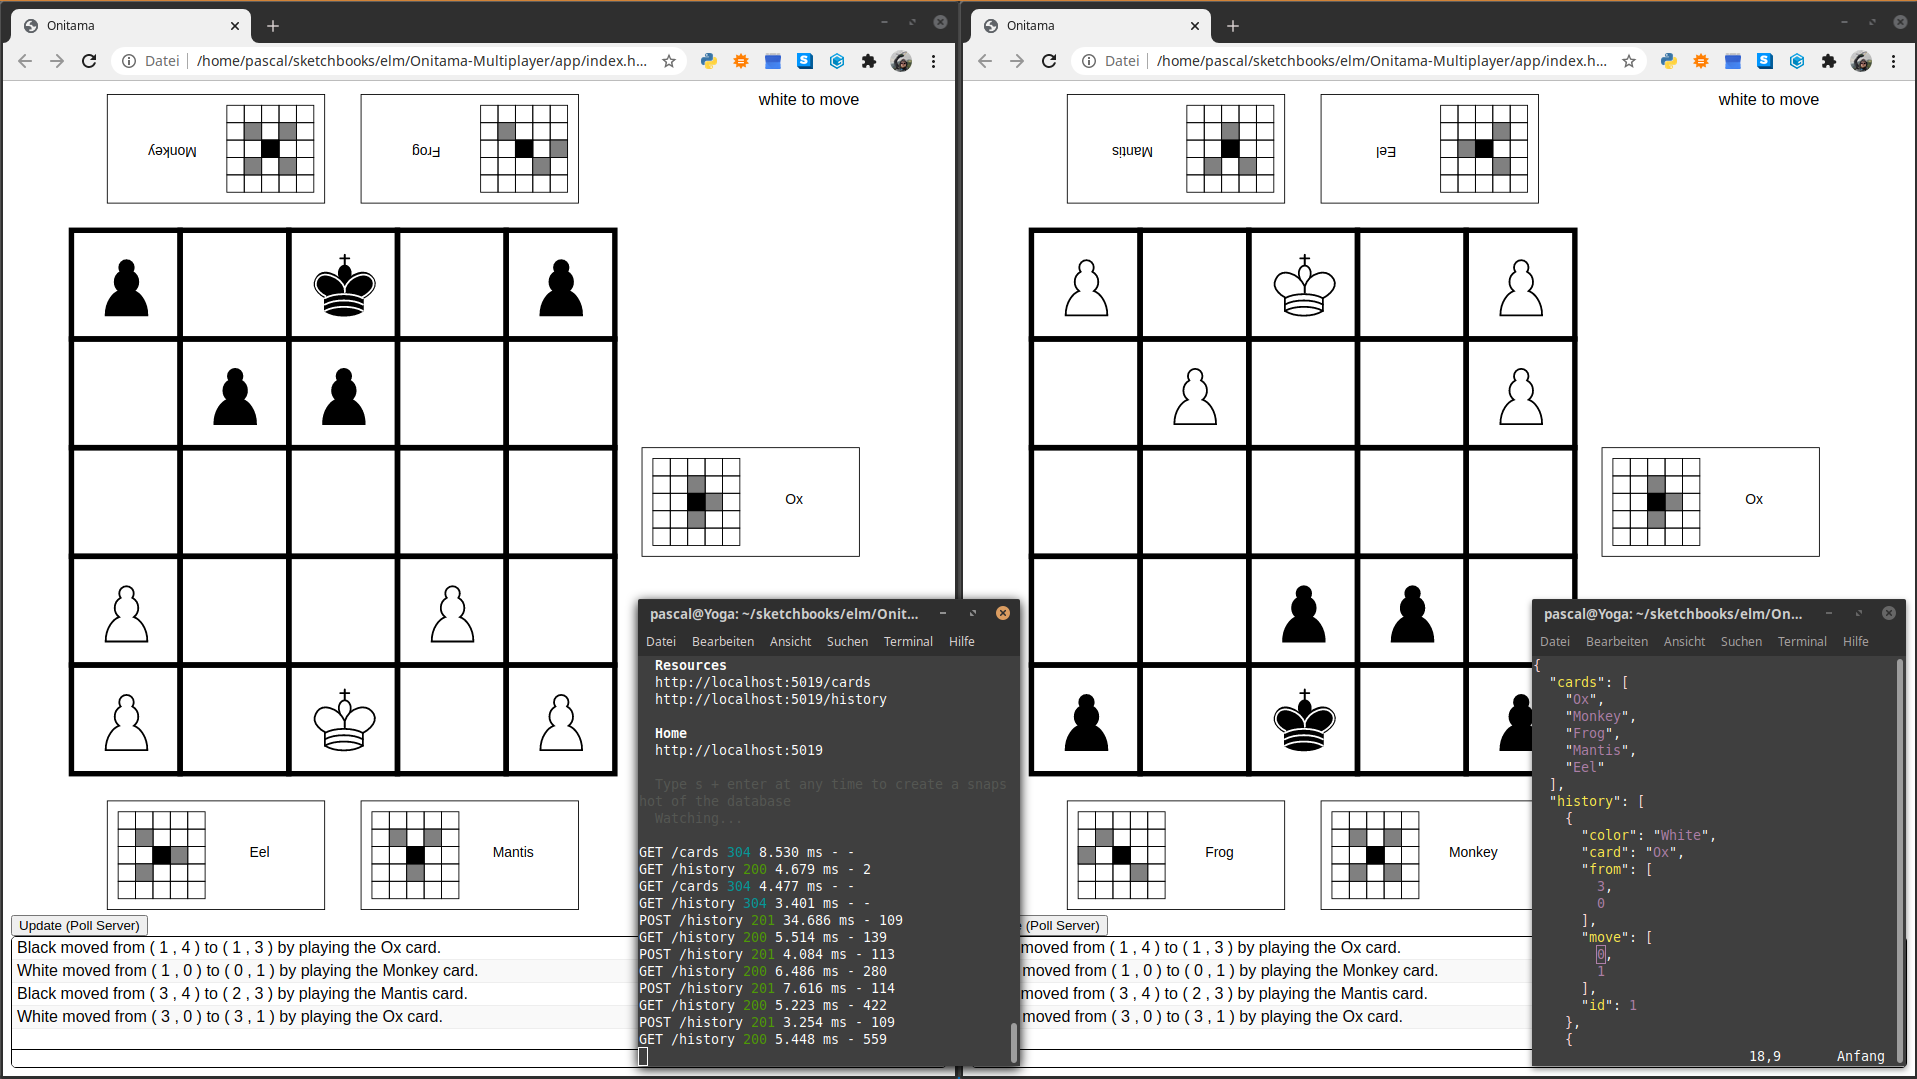 Onitama
Datei /home/pascal/sketchbooks/elm/Onitama-Multiplayer/app/index.h...
white to move
Monkey
Frog
Ox
Eel
Mantis
Update (Poll Server)
Black moved from ( 1 , 4 ) to ( 1 , 3 ) by playing the Ox card.
White moved from ( 1 , 0 ) to ( 0 , 1 ) by playing the Monkey card.
Black moved from ( 3 , 4 ) to ( 2 , 3 ) by playing the Mantis card.
White moved from ( 3 , 0 ) to ( 3 , 1 ) by playing the Ox card.
pascal@Yoga: ~/sketchbooks/elm/Onit...
Datei Bearbeiten Ansicht Suchen Terminal Hilfe
Resources
http://localhost:5019/cards
http://localhost:5019/history
Home
http://localhost:5019
Type s + enter at any time to create a snaps
hot of the database
Watching...
GET /cards 304 8.530 ms - -
GET /history 200 4.679 ms - 2
GET /cards 304 4.477 ms - -
GET /history 304 3.401 ms - -
POST /history 201 34.686 ms - 109
GET /history 200 5.514 ms - 139
POST /history 201 4.084 ms - 113
GET /history 200 6.486 ms - 280
POST /history 201 7.616 ms - 114
GET /history 200 5.223 ms - 422
POST /history 201 3.254 ms - 109
GET /history 200 5.448 ms - 559
Onitama
Datei /home/pascal/sketchbooks/elm/Onitama-Multiplayer/app/index.h...
white to move
Mantis
Eel
Ox
Frog
Monkey
e (Poll Server)
moved from ( 1 , 4 ) to ( 1 , 3 ) by playing the Ox card.
moved from ( 1 , 0 ) to ( 0 , 1 ) by playing the Monkey card.
moved from ( 3 , 4 ) to ( 2 , 3 ) by playing the Mantis card.
moved from ( 3 , 0 ) to ( 3 , 1 ) by playing the Ox card.
pascal@Yoga: ~/sketchbooks/elm/On...
Datei Bearbeiten Ansicht Suchen Terminal Hilfe
{
"cards": [
"Ox",
"Monkey",
"Frog",
"Mantis",
"Eel"
],
"history": [
{
"color": "White",
"card": "Ox",
"from": [
3,
0
],
"move": [
0,
1
],
"id": 1
},
{
18,9 Anfang